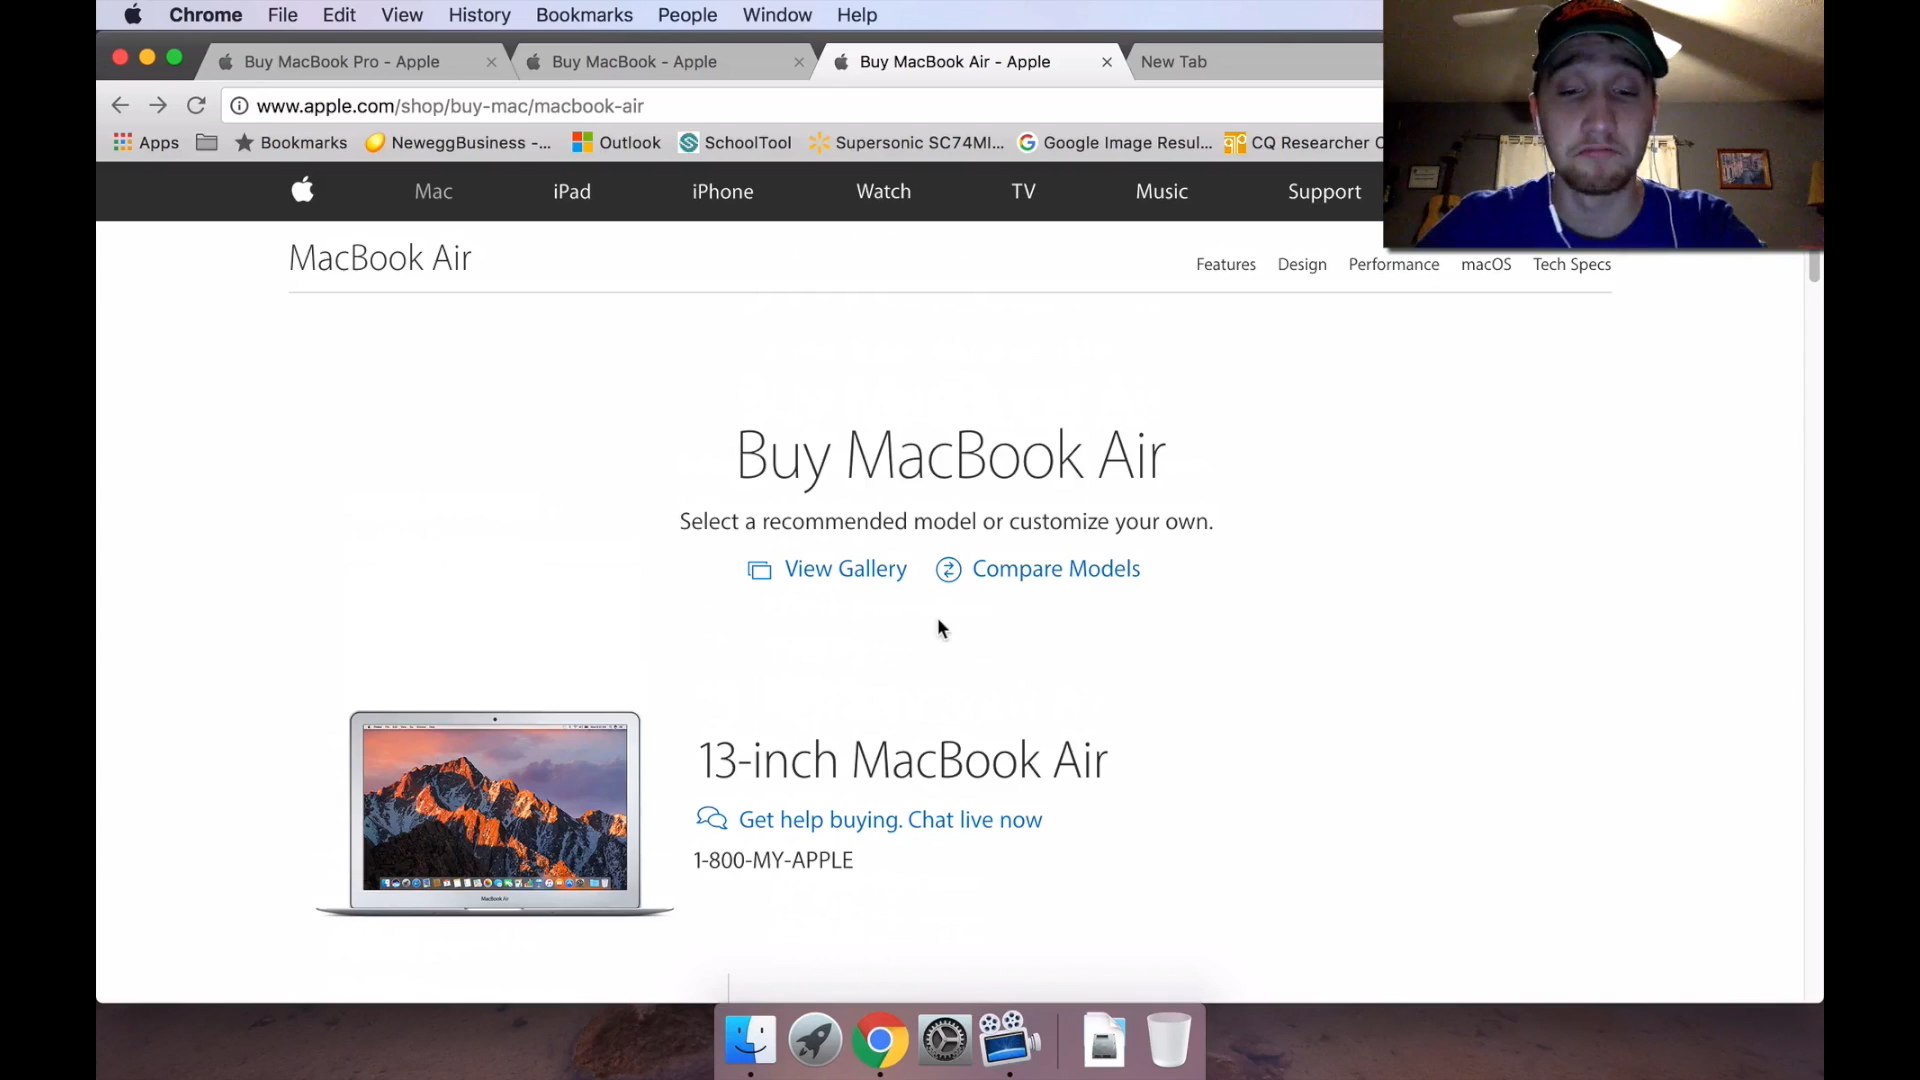 Chrome File Edit View History Bookmarks People Window Help
Buy MacBook Pro - Apple Buy MacBook - Apple Buy MacBook Air - Apple New Tab
www.apple.com/shop/buy-mac/macbook-air
Apps Bookmarks NeweggBusiness -... Outlook SchoolTool Supersonic SC74MI... Google Image Resul... CQ Researcher
Mac iPad iPhone Watch TV Music Support
MacBook Air
Features Design Performance macOS Tech Specs
Buy MacBook Air
Select a recommended model or customize your own.
View Gallery Compare Models
13-inch MacBook Air
Get help buying. Chat live now
1-800-MY-APPLE
MacBook Air